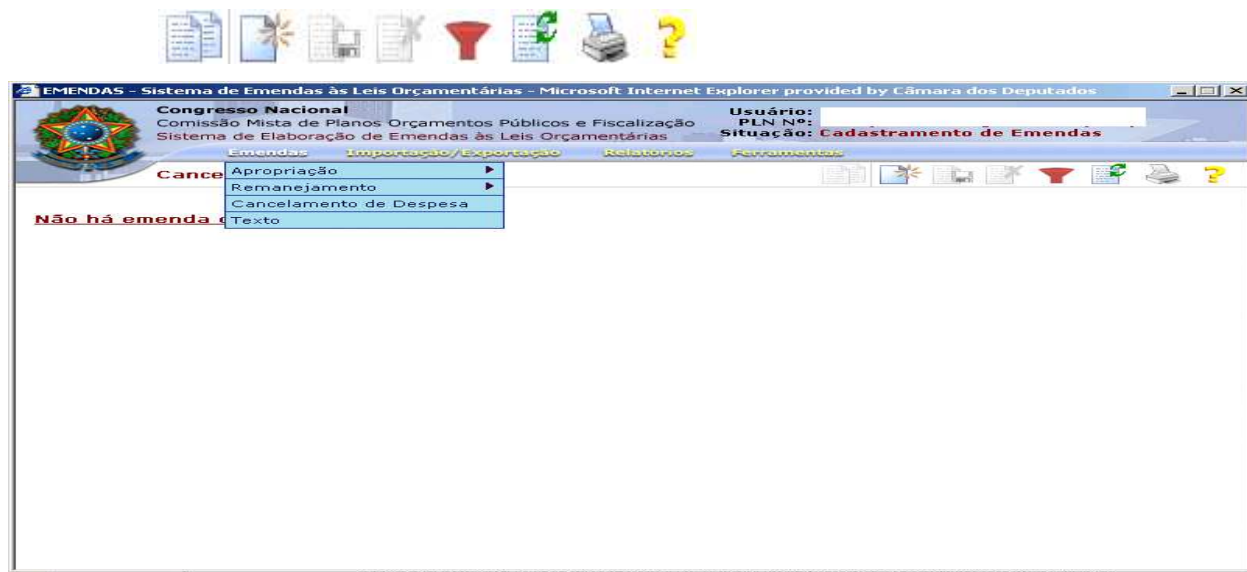 EMENDAS - Sistema de Emendas às Leis Orçamentárias - Microsoft Internet Explorer provided by Câmara dos Deputados
Congresso Nacional
Comissão Mista de Planos Orçamentos Públicos e Fiscalização
Sistema de Elaboração de Emendas às Leis Orçamentárias
Usuário:
PLN Nº:
Situação: Cadastramento de Emendas
Emendas Importação/Exportação Relatórios Ferramentas
Cance
Apropriação
Remanejamento
Cancelamento de Despesa
Texto
Não há emenda